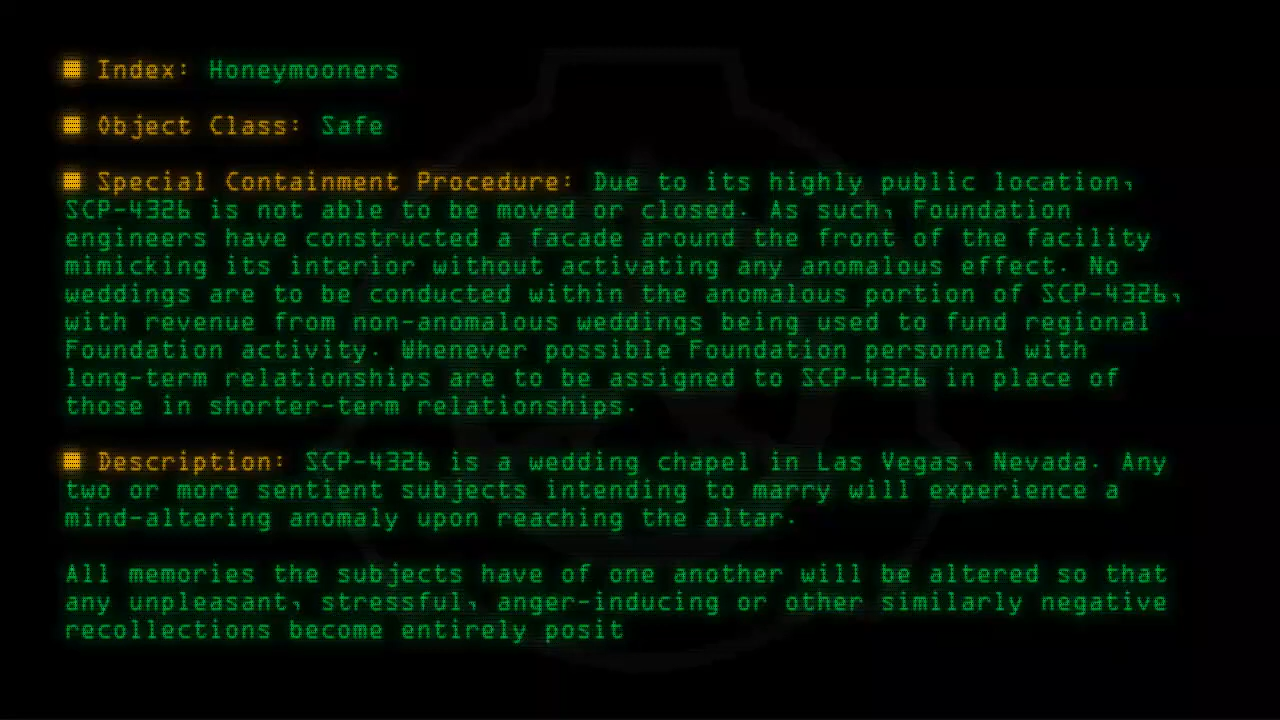 ■ Index: Honeymooners
■ Object Class: Safe
■ Special Containment Procedure: Due to its highly public location,
SCP-4326 is not able to be moved or closed. As such, Foundation
engineers have constructed a facade around the front of the facility
mimicking its interior without activating any anomalous effect. No
weddings are to be conducted within the anomalous portion of SCP-4326,
with revenue from non-anomalous weddings being used to fund regional
Foundation activity. Whenever possible Foundation personnel with
long-term relationships are to be assigned to SCP-4326 in place of
those in shorter-term relationships.
■ Description: SCP-4326 is a wedding chapel in Las Vegas, Nevada. Any
two or more sentient subjects intending to marry will experience a
mind-altering anomaly upon reaching the altar.
All memories the subjects have of one another will be altered so that
any unpleasant, stressful, anger-inducing or other similarly negative
recollections become entirely posit